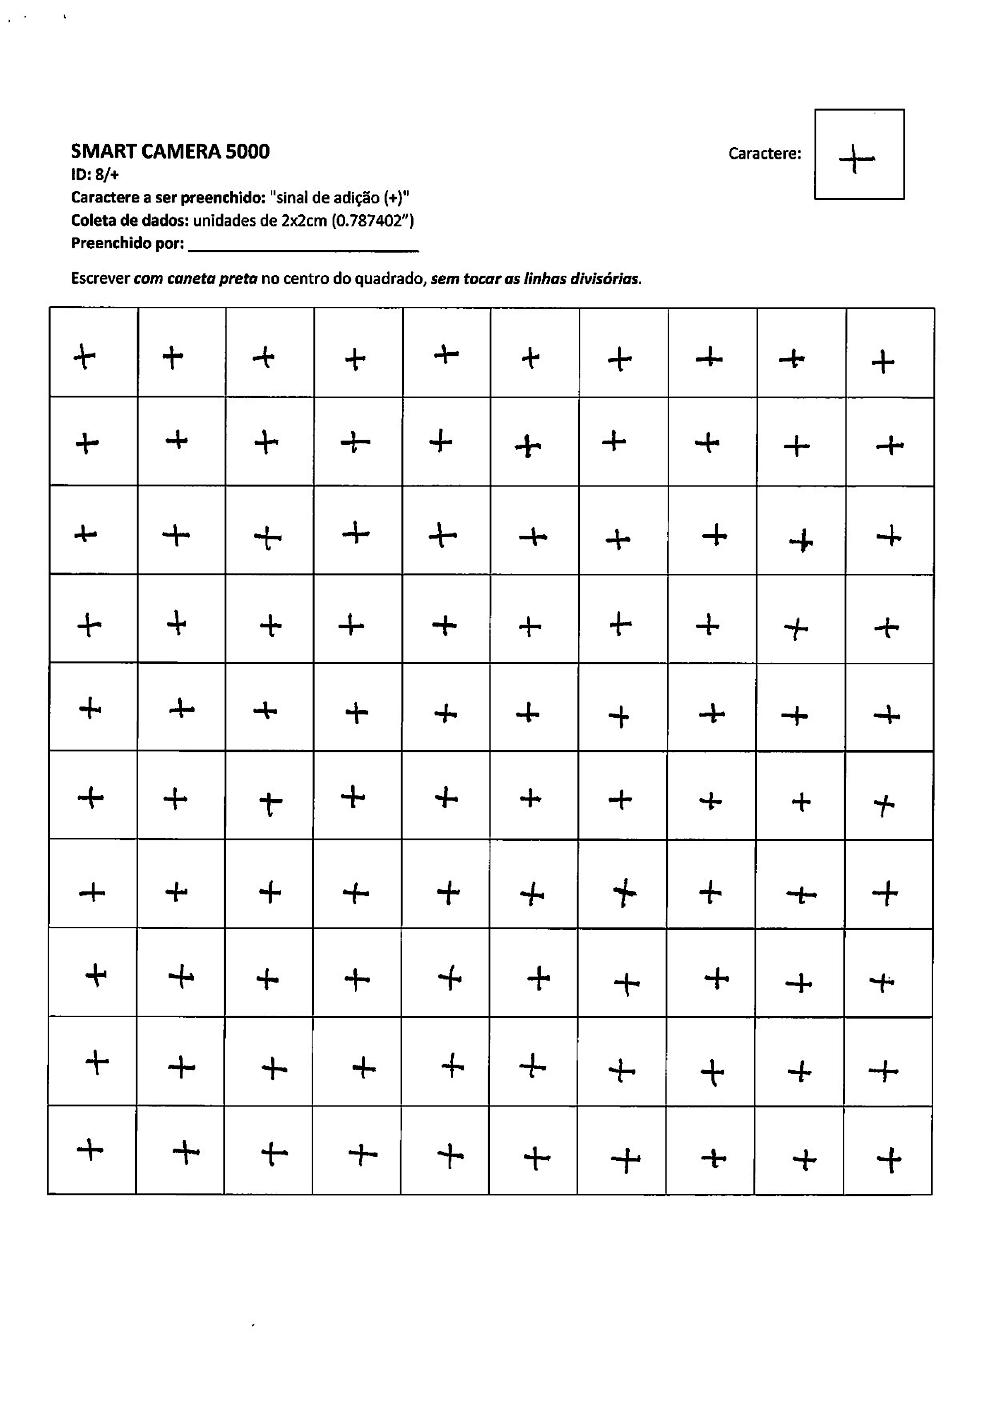 SMART CAMERA 5000
ID: 8/+
Caractere a ser preenchido: "sinal de adição (+)"
Coleta de dados: unidades de 2x2cm (0.787402”)
Preenchido por:
Caractere: +
Escrever com caneta preta no centro do quadrado, sem tocar as linhas divisórias.
+ + + + + + + + + +
+ + + + + + + + + +
+ + + + + + + + + +
+ + + + + + + + + +
+ + + + + + + + + +
+ + + + + + + + + +
+ + + + + + + + + +
+ + + + + + + + + +
+ + + + + + + + + +
+ + + + + + + + + +